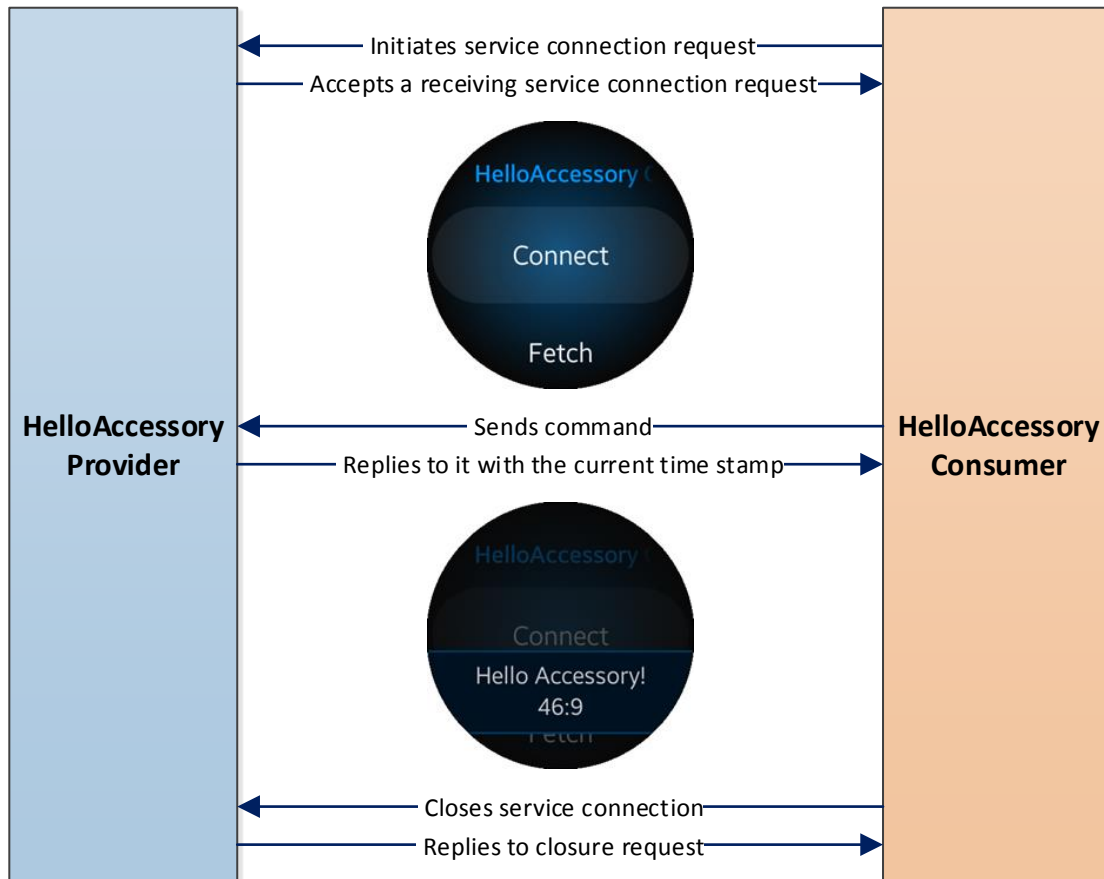 Initiates service connection request
Accepts a receiving service connection request
HelloAccessory
Connect
Fetch
HelloAccessory
Provider
Sends command
Replies to it with the current time stamp
HelloAccessory
Consumer
HelloAccessory
Connect
Hello Accessory!
46:9
Fetch
Closes service connection
Replies to closure request